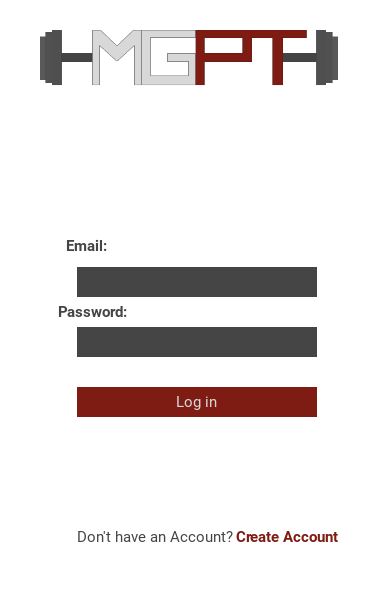 MGPT
Email:
Password:
Log in
Don't have an Account? Create Account